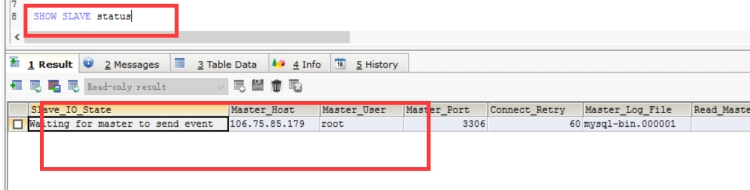 7
8 SHOW SLAVE status
1 Result 2 Messages 3 Table Data 4 Info 5 History
Read-only result
Slave_IO_State Master_Host Master_User Master_Port Connect_Retry Master_Log_File Read_Maste
Waiting for master to send event 106.75.85.179 root 3306 60 mysql-bin.000001